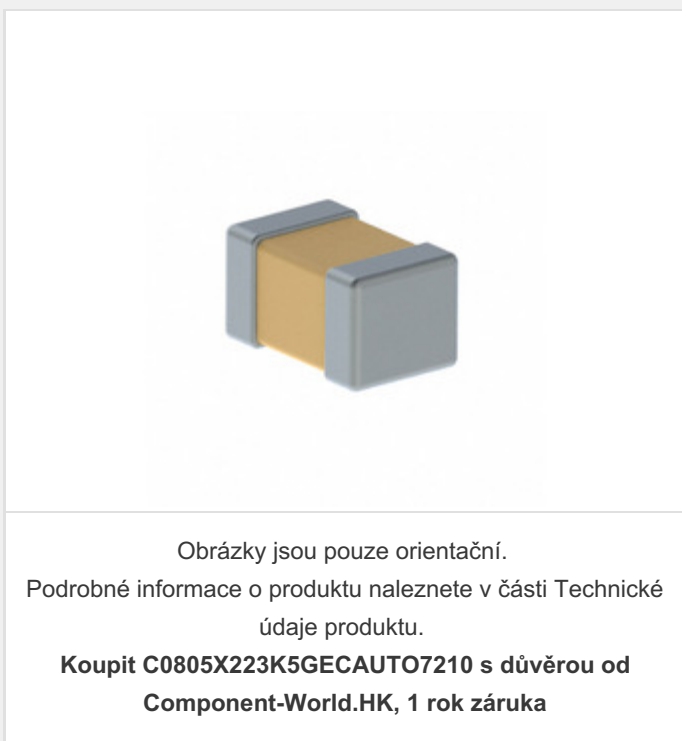 Obrázky jsou pouze orientační.
Podrobné informace o produktu naleznete v části Technické
údaje produktu.
Koupit C0805X223K5GECAUTO7210 s důvěrou od
Component-World.HK, 1 rok záruka